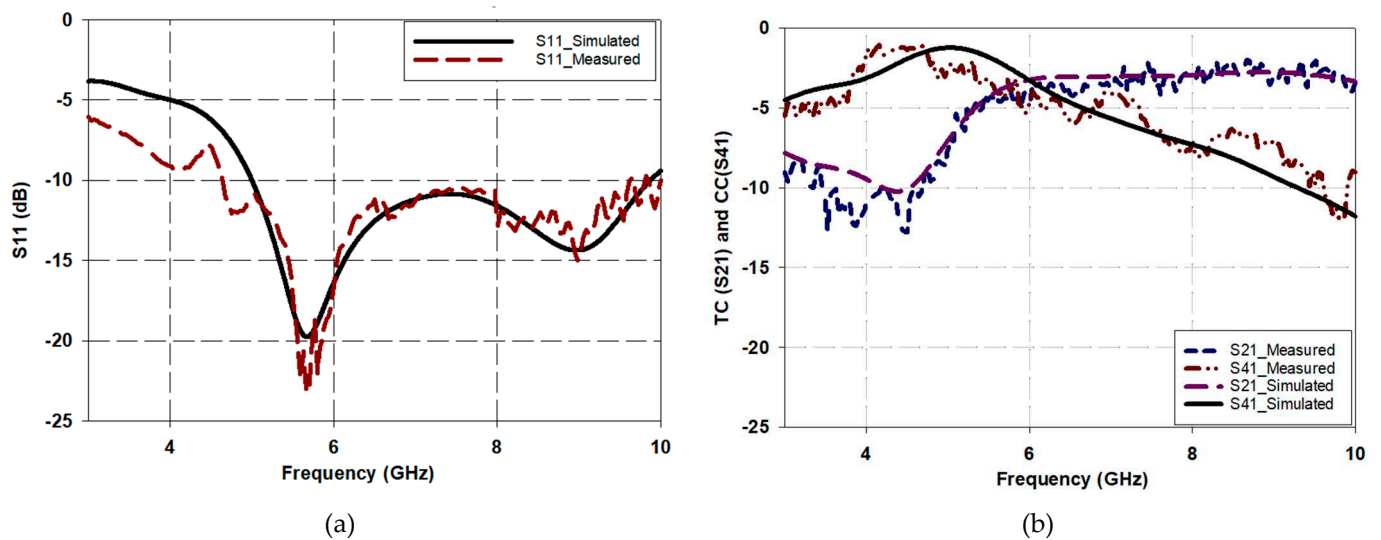 0
-5
-10
-15
-20
-25
S11 (dB)
S11_Simulated
S11_Measured
4
6
8
10
Frequency (GHz)
(a)
0
-5
-10
-15
-20
-25
TC (S21) and CC(S41)
S21_Measured
S41_Measured
S21_Simulated
S41_Simulated
4
6
8
10
Frequency (GHz)
(b)